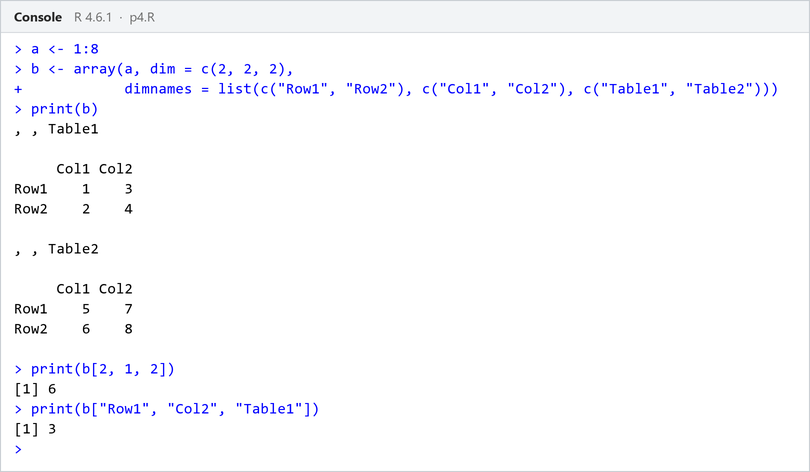 Console R 4.6.1 · p4.R
> a <- 1:8
> b <- array(a, dim = c(2, 2, 2),
+            dimnames = list(c("Row1", "Row2"), c("Col1", "Col2"), c("Table1", "Table2")))
> print(b)
, , Table1
     Col1 Col2
Row1    1    3
Row2    2    4
, , Table2
     Col1 Col2
Row1    5    7
Row2    6    8
> print(b[2, 1, 2])
[1] 6
> print(b["Row1", "Col2", "Table1"])
[1] 3
>